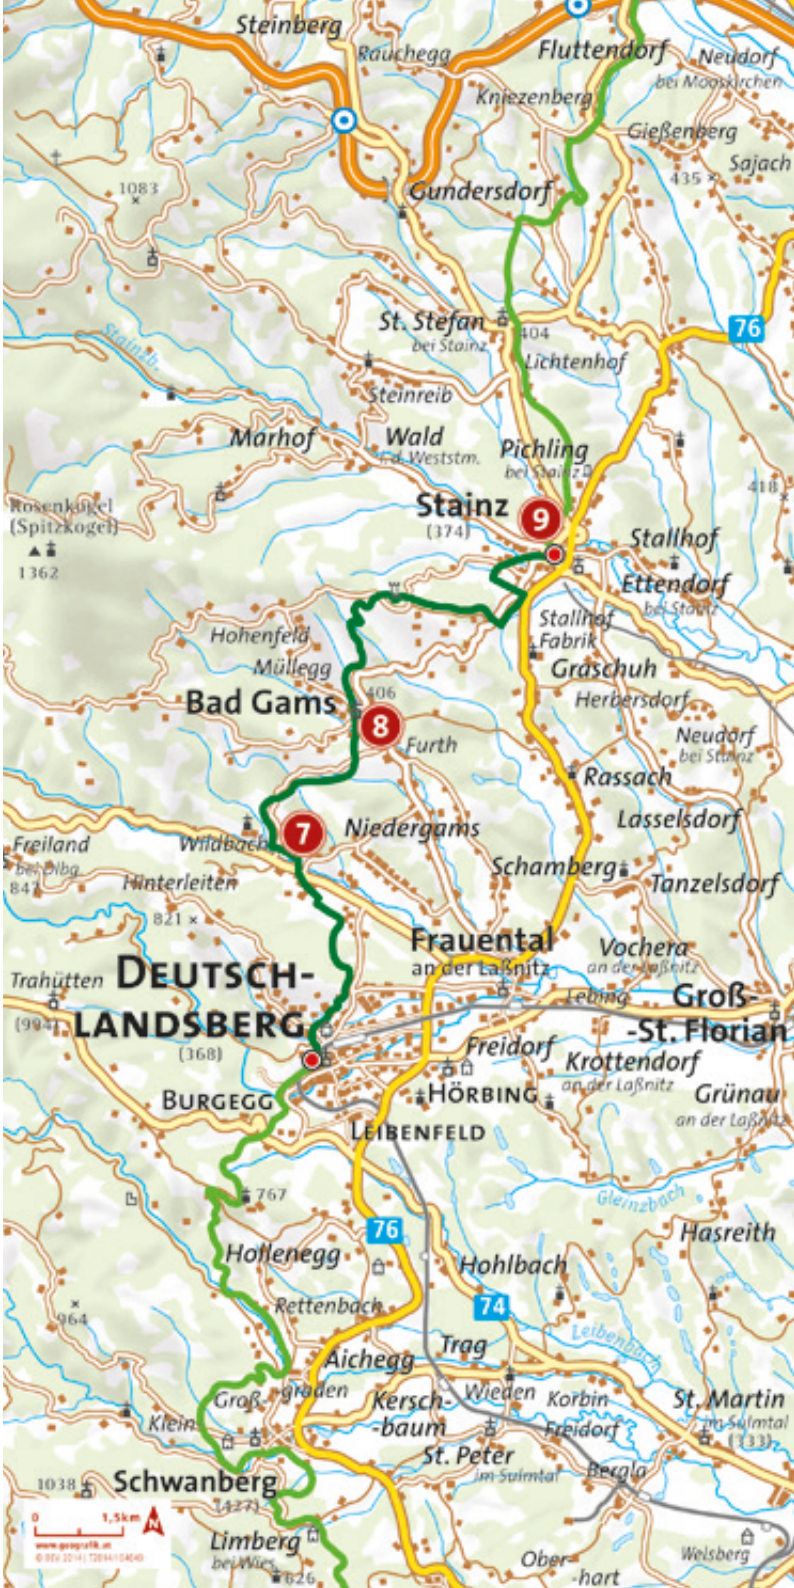 Steinberg
Rauchegg
Fluttendorf
Neudorf
bei Mooskirchen
Kniezenberg
Gießenberg
Sajach
435
1083
Gundersdorf
St. Stefan
bei Stainz
404
76
Stainzb.
Lichtenhof
Steinreib
Marhof
Wald
i. d. Weststm.
Pichling
bei Stainz
418
Rosenkogel
(Spitzkogel)
1362
Stainz
(374)
9
Stallhof
Ettendorf
bei Stainz
Stallhof
Fabrik
Hohenfeld
Müllegg
Graschuh
Herbersdorf
Bad Gams
406
8
Furth
Neudorf
bei Stainz
Rassach
Lasselsdorf
7
Niedergams
Wildbach
Freiland
bei Dlbg
847
Hinterleiten
Schamberg
Tanzelsdorf
821
Frauental
an der Laßnitz
Vochera
an der Laßnitz
Trahütten
(994)
DEUTSCH-
LANDSBERG
(368)
Lebing
Groß-
-St. Florian
Freidorf
Krottendorf
an der Laßnitz
Grünau
an der Laßnitz
BURGEGG
HÖRBING
LEIBENFELD
767
Gleinzbach
76
Hollenegg
Hohlbach
Hasreith
964
Rettenbach
74
Leibenbach
Trag
Aichegg
Groß-
-graden
Klein
Kersch-
-baum
Wieden
Korbin
Freidorf
St. Martin
im Sulmtal
(333)
St. Peter
im Sulmtal
Bergla
1038
Schwanberg
(427)
0 1,5km N
www.geografik.at
Limberg
bei Wies
626
Ober-
-hart
Welsberg